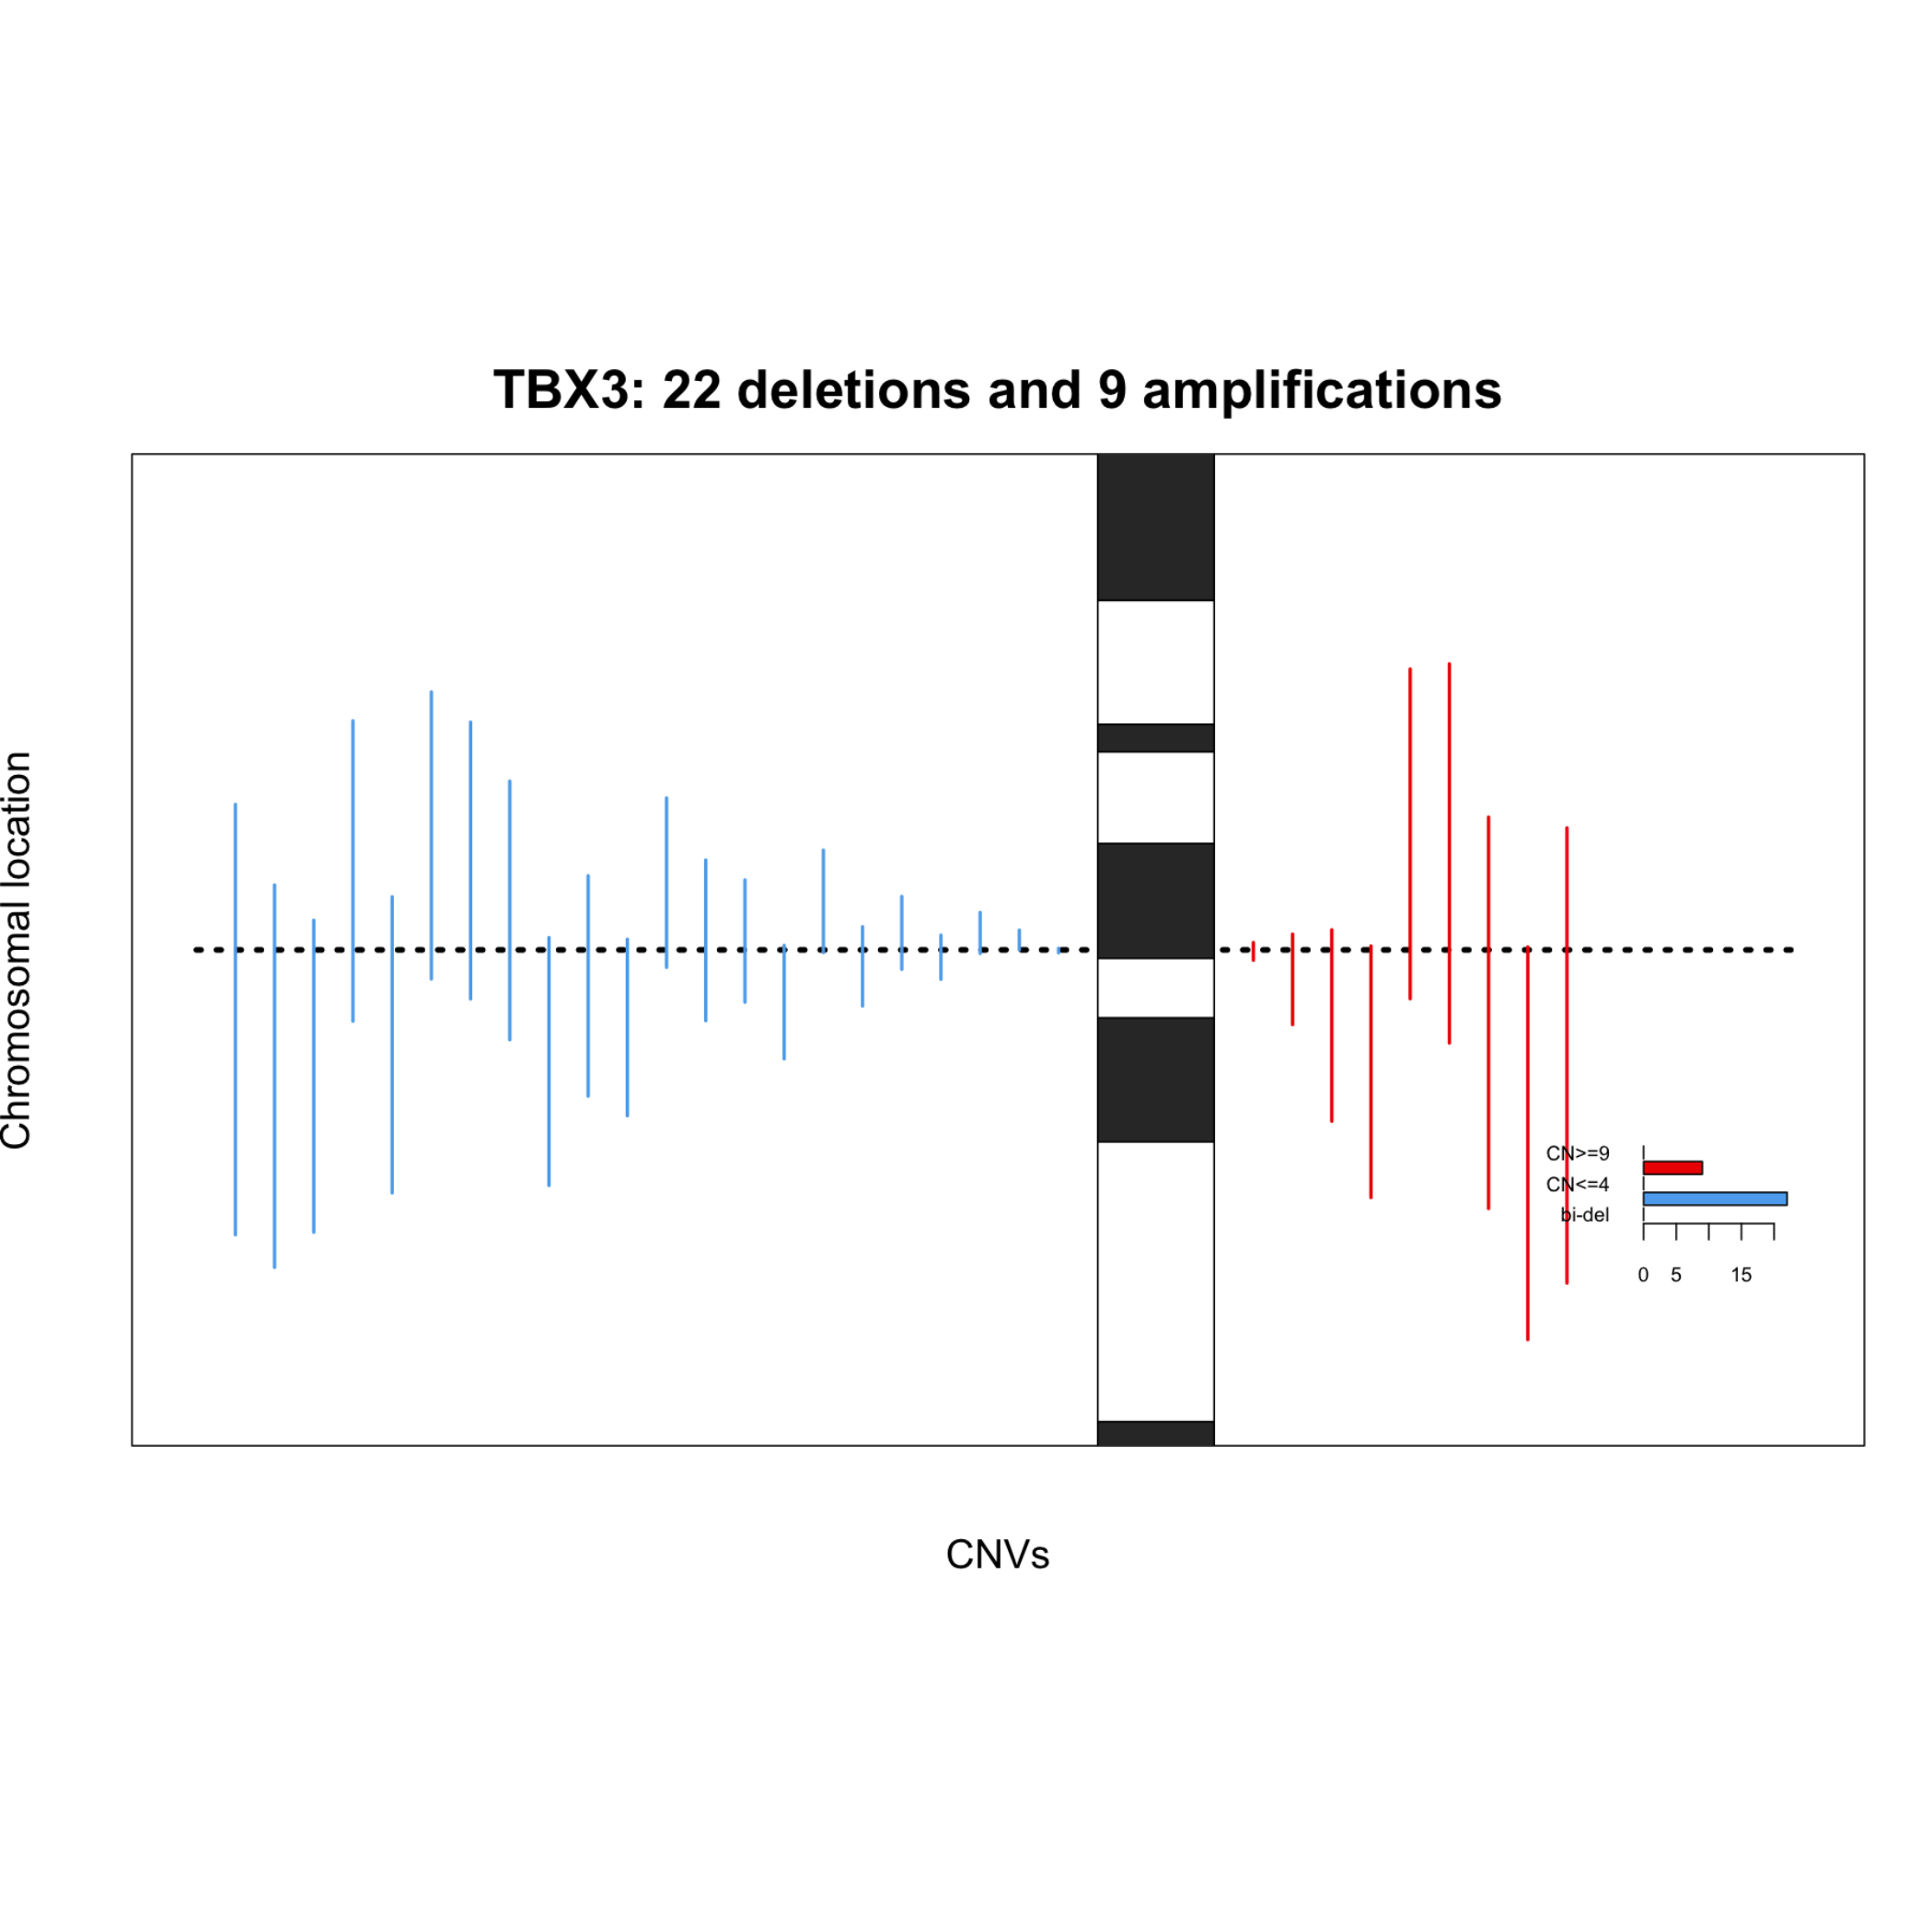 TBX3: 22 deletions and 9 amplifications
Chromosomal location
CN>=9
CN<=4
bi-del
0 5 15
CNVs